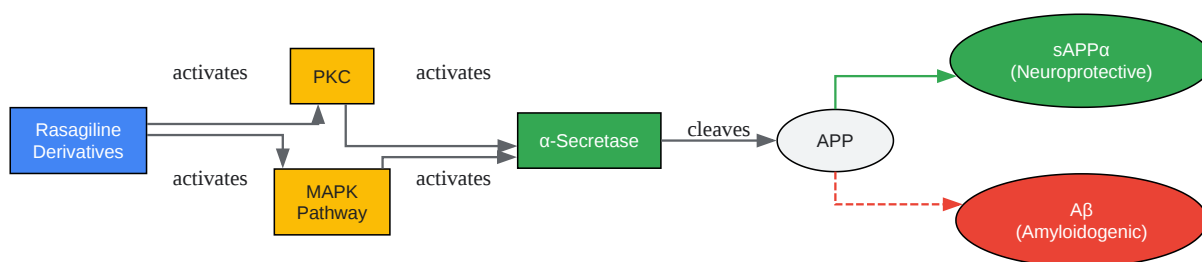 activates
PKC
activates
Rasagiline
Derivatives
activates
MAPK
Pathway
activates
α-Secretase
cleaves
APP
sAPPα
(Neuroprotective)
Aβ
(Amyloidogenic)